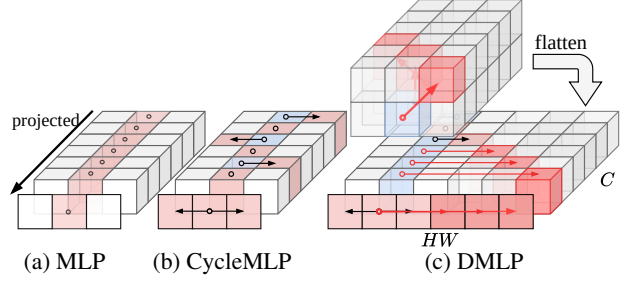 flatten
projected
C
HW
(a) MLP
(b) CycleMLP
(c) DMLP